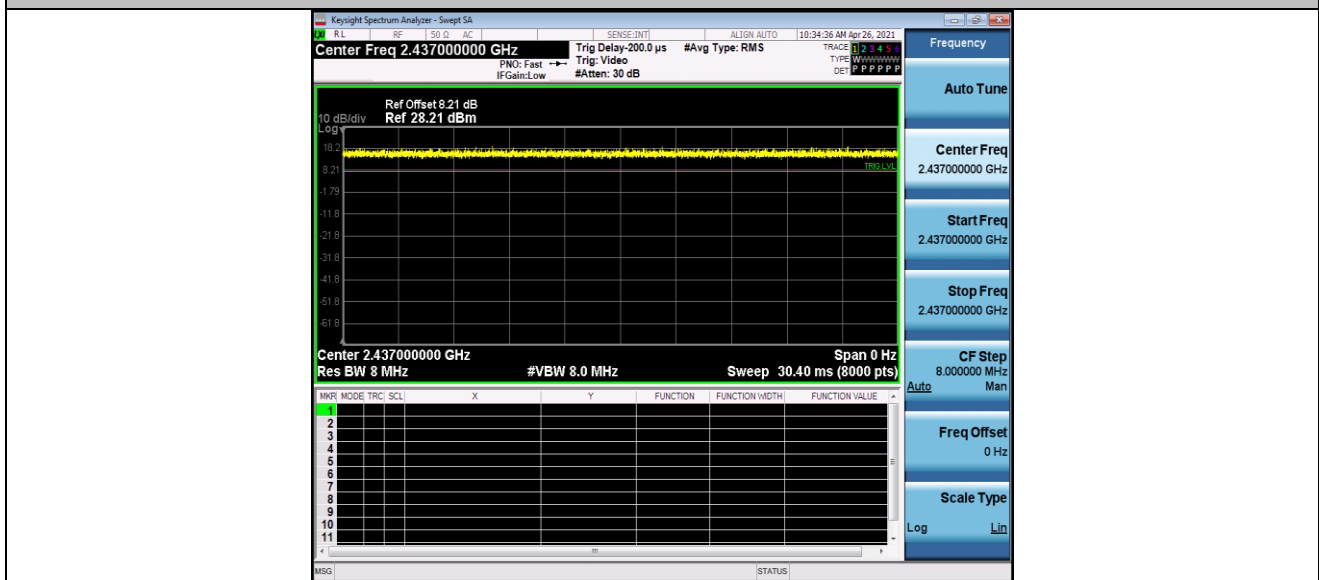 Keysight Spectrum Analyzer - Swept SA
RL RF 50 Ω AC SENSE:INT ALIGN AUTO 10:34:36 AM Apr 26, 2021
Center Freq 2.437000000 GHz
PNO: Fast
IFGain:Low
Trig Delay-200.0 µs
Trig: Video
#Atten: 30 dB
#Avg Type: RMS
TRACE 1 2 3 4 5 6
TYPE WWWWWW
DET P P P P P P
Ref Offset 8.21 dB
10 dB/div Ref 28.21 dBm
Log
18.2
8.21
-1.79
-11.8
-21.8
-31.8
-41.8
-51.8
-61.8
TRIG LVL
Center 2.437000000 GHz Span 0 Hz
Res BW 8 MHz #VBW 8.0 MHz Sweep 30.40 ms (8000 pts)
MKR MODE TRC SCL X Y FUNCTION FUNCTION WIDTH FUNCTION VALUE
1
2
3
4
5
6
7
8
9
10
11
MSG STATUS
Frequency
Auto Tune
Center Freq
2.437000000 GHz
Start Freq
2.437000000 GHz
Stop Freq
2.437000000 GHz
CF Step
8.000000 MHz
Auto Man
Freq Offset
0 Hz
Scale Type
Log Lin